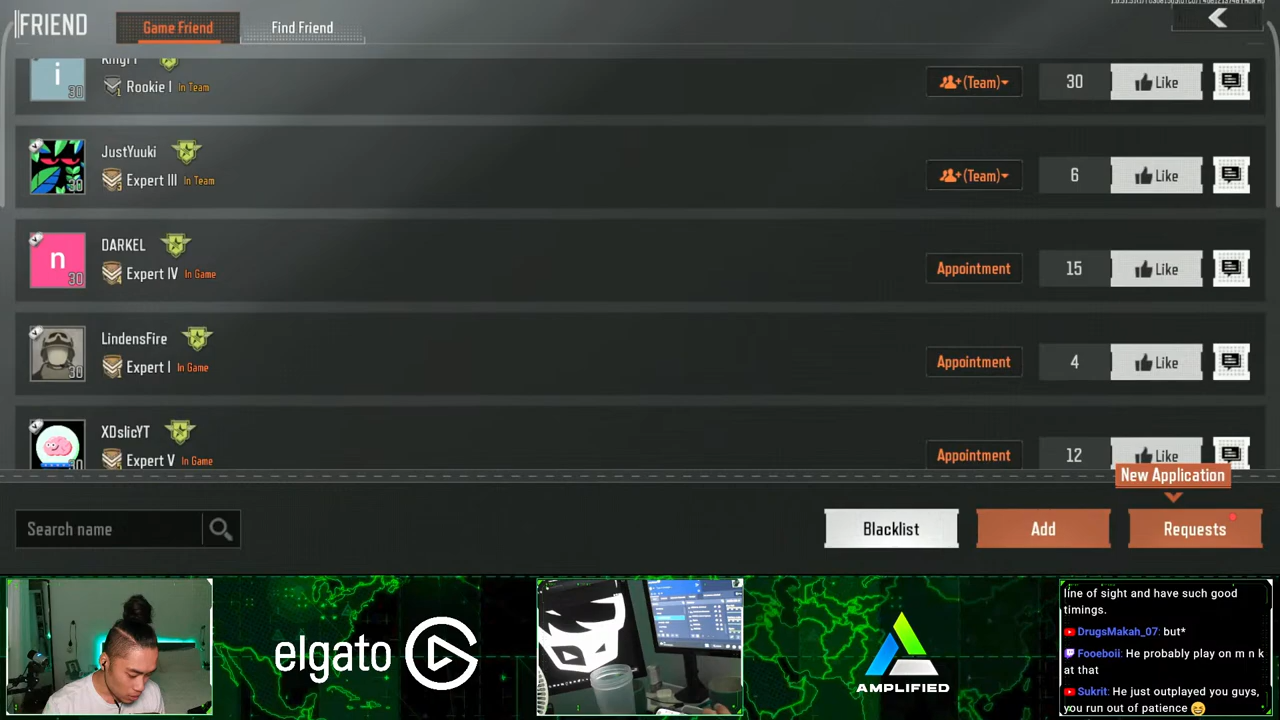 FRIEND
Game Friend
Find Friend
i
30
Rookie I In Team
(Team)
30
Like
JustYuuki
30
Expert III In Team
(Team)
6
Like
n
30
DARKEL
Expert IV In Game
Appointment
15
Like
30
LindensFire
Expert I In Game
Appointment
4
Like
XDslicYT
Expert V In Game
Appointment
12
Like
New Application
Search name
Blacklist
Add
Requests
elgato
AMPLIFIED
line of sight and have such good
timings.
DrugsMakah_07: but*
Fooeboii: He probably play on m n k
at that
Sukrit: He just outplayed you guys,
you run out of patience 😄